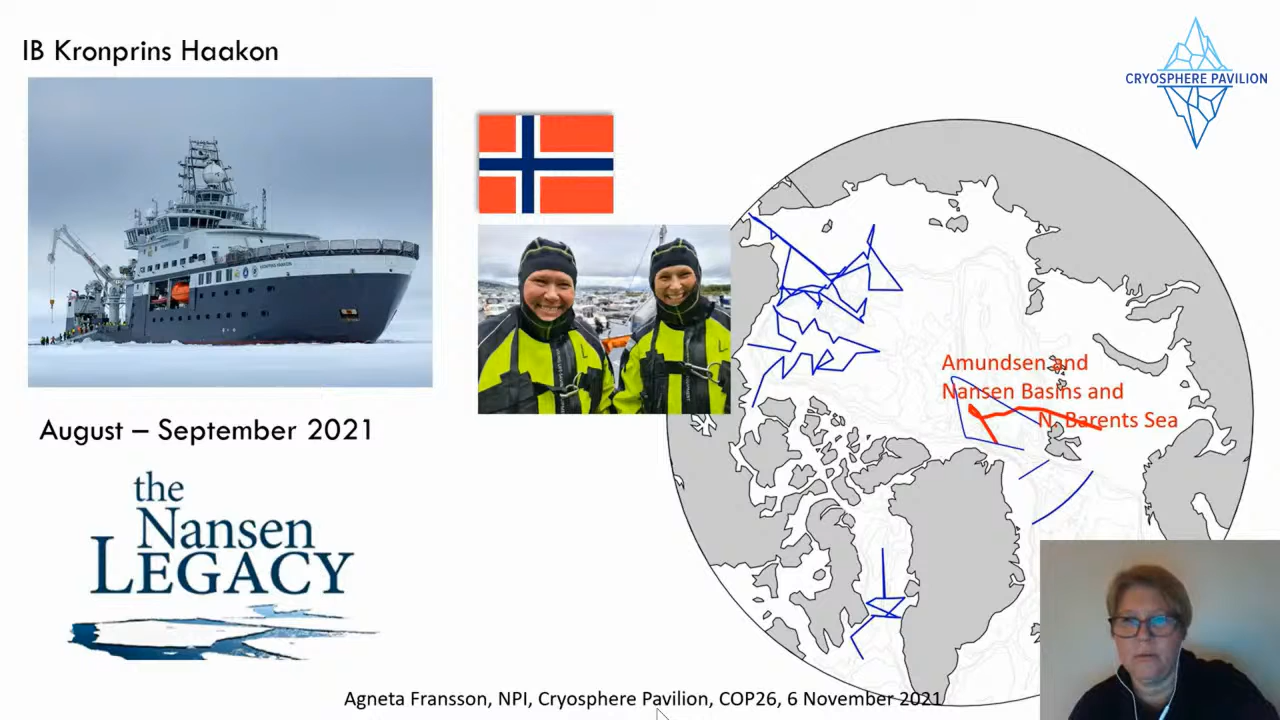 IB Kronprins Haakon
CRYOSPHERE PAVILION
August – September 2021
the
Nansen
LEGACY
Amundsen and
Nansen Basins and
N. Barents Sea
Agneta Fransson, NPI, Cryosphere Pavilion, COP26, 6 November 2021